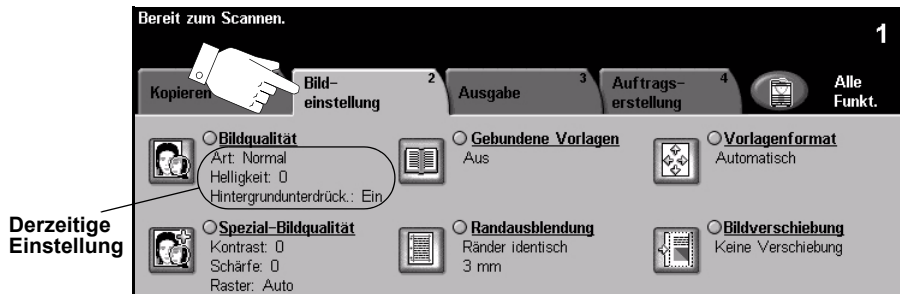 Bereit zum Scannen.
1
Kopieren
Bild-
einstellung
2
Ausgabe
3
Auftrags-
erstellung
4
Alle
Funkt.
Bildqualität
Art: Normal
Helligkeit: 0
Hintergrundunterdrück.: Ein
Gebundene Vorlagen
Aus
Vorlagenformat
Automatisch
Derzeitige
Einstellung
Spezial-Bildqualität
Kontrast: 0
Schärfe: 0
Raster: Auto
Randausblendung
Ränder identisch
3 mm
Bildverschiebung
Keine Verschiebung